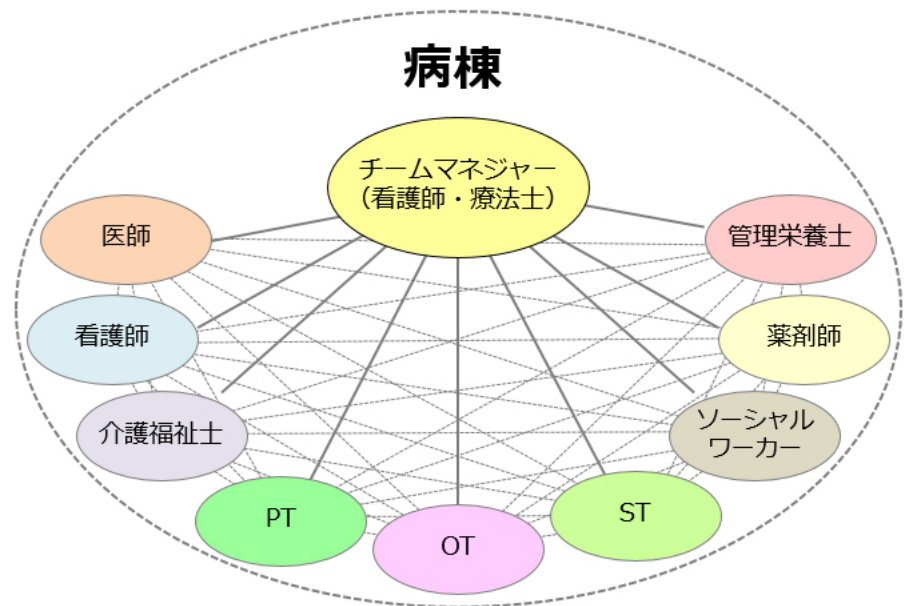 病棟
チームマネジャー
（看護師・療法士）
医師
管理栄養士
看護師
薬剤師
介護福祉士
ソーシャル
ワーカー
PT
OT
ST